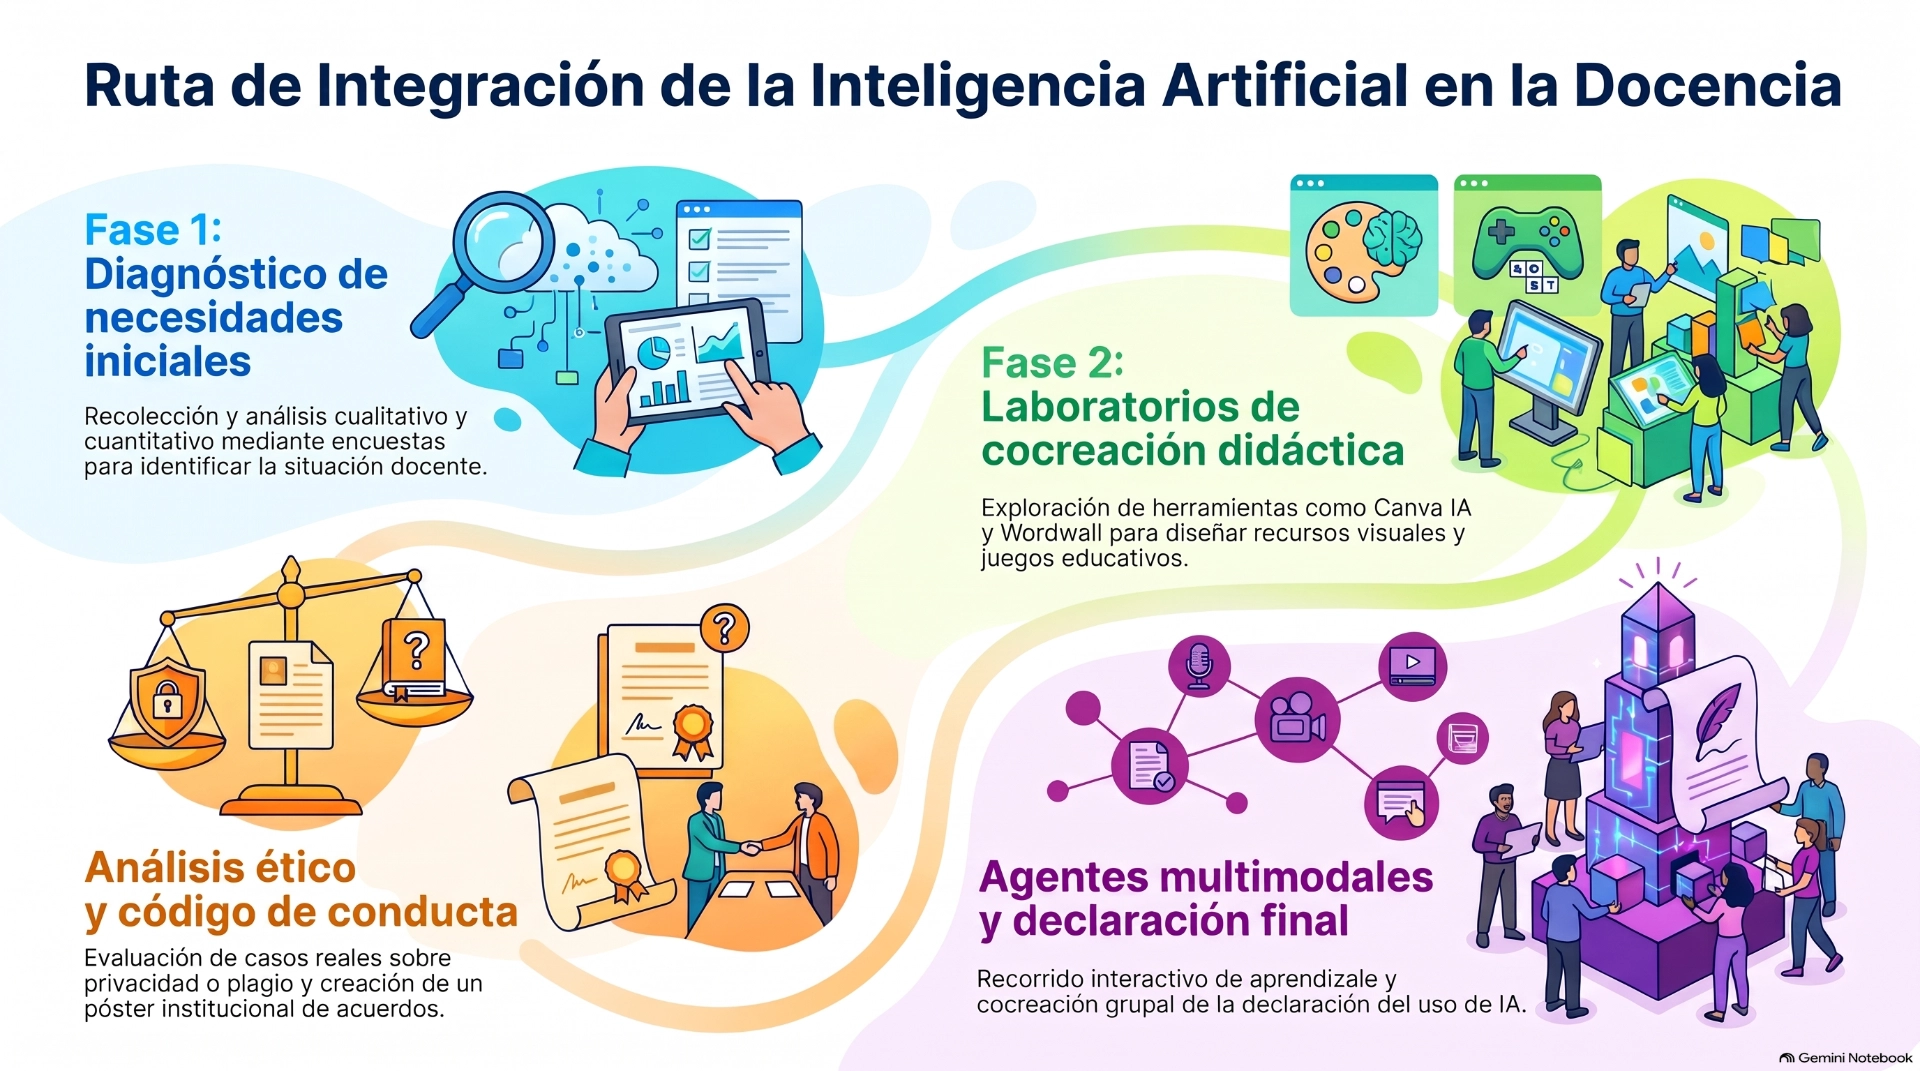 Ruta de Integración de la Inteligencia Artificial en la Docencia
Fase 1:
Diagnóstico de
necesidades
iniciales
Recolección y análisis cualitativo y
cuantitativo mediante encuestas
para identificar la situación docente.
Fase 2:
Laboratorios de
cocreación didáctica
Exploración de herramientas como Canva IA
y Wordwall para diseñar recursos visuales y
juegos educativos.
?
?
Análisis ético
y código de conducta
Evaluación de casos reales sobre
privacidad o plagio y creación de un
póster institucional de acuerdos.
Agentes multimodales
y declaración final
Recorrido interactivo de aprendizale y
cocreación grupal de la declaración del uso de IA.
Gemini Notebook